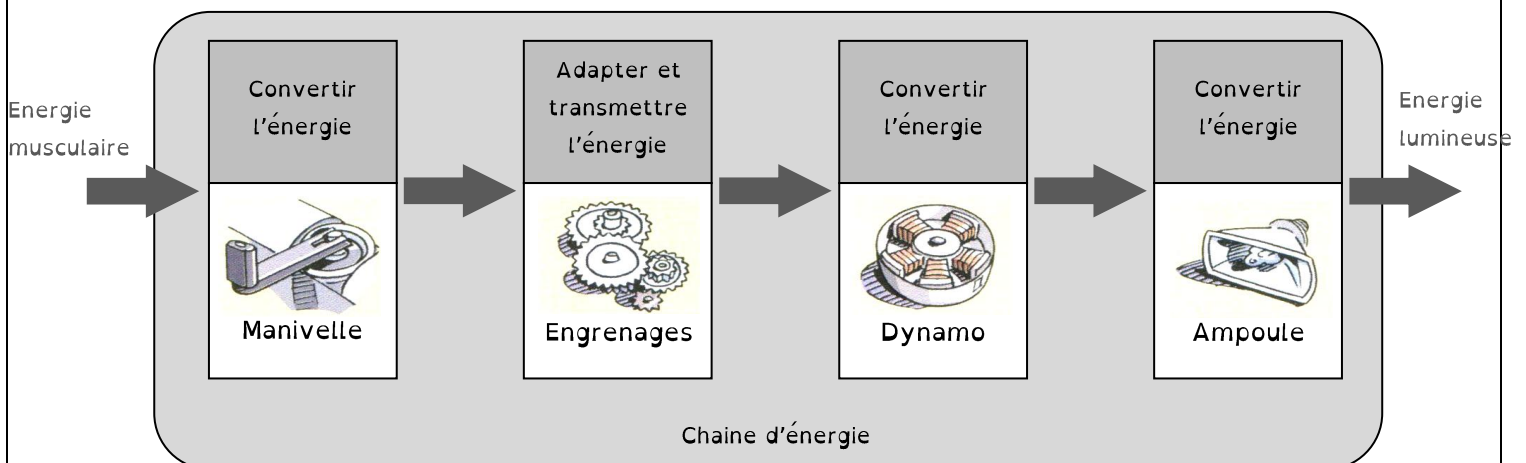 Energie
musculaire
Convertir
l'énergie
Manivelle
Adapter et
transmettre
l'énergie
Engrenages
Convertir
l'énergie
Dynamo
Convertir
l'énergie
Ampoule
Energie
lumineuse
Chaine d'énergie